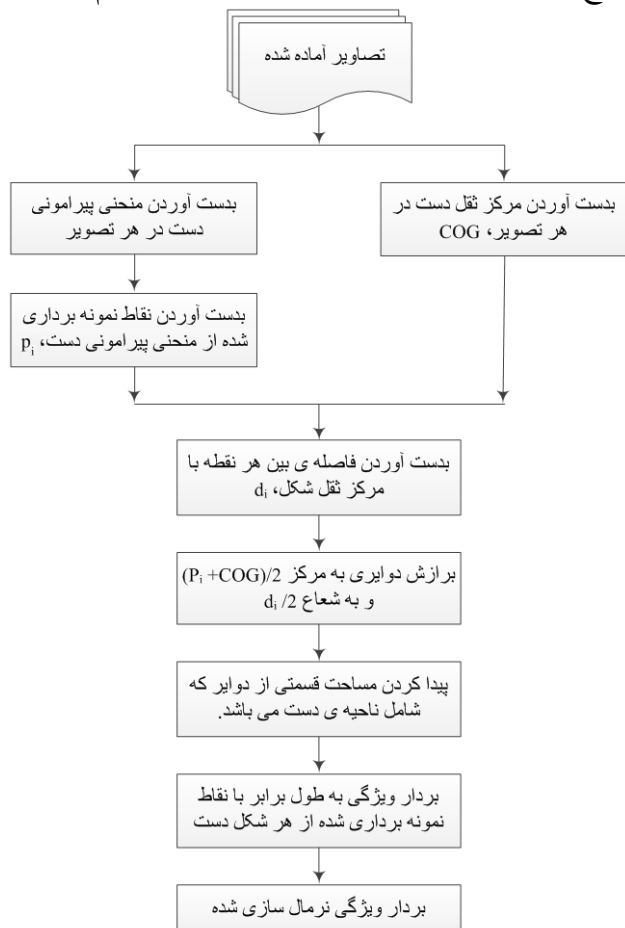 تصاویر آماده شده
بدست آوردن مرکز ثقل دست در
هر تصویر، COG
بدست آوردن منحنی پیرامونی
دست در هر تصویر
بدست آوردن نقاط نمونه برداری
شده از منحنی پیرامونی دست، pi
بدست آوردن فاصله ی بین هر نقطه با
مرکز ثقل شکل، di
برازش دوایری به مرکز (Pi +COG)/2
و به شعاع di /2
پیدا کردن مساحت قسمتی از دوایر که
شامل ناحیه ی دست می باشد.
بردار ویژگی به طول برابر با نقاط
نمونه برداری شده از هر شکل دست
بردار ویژگی نرمال سازی شده